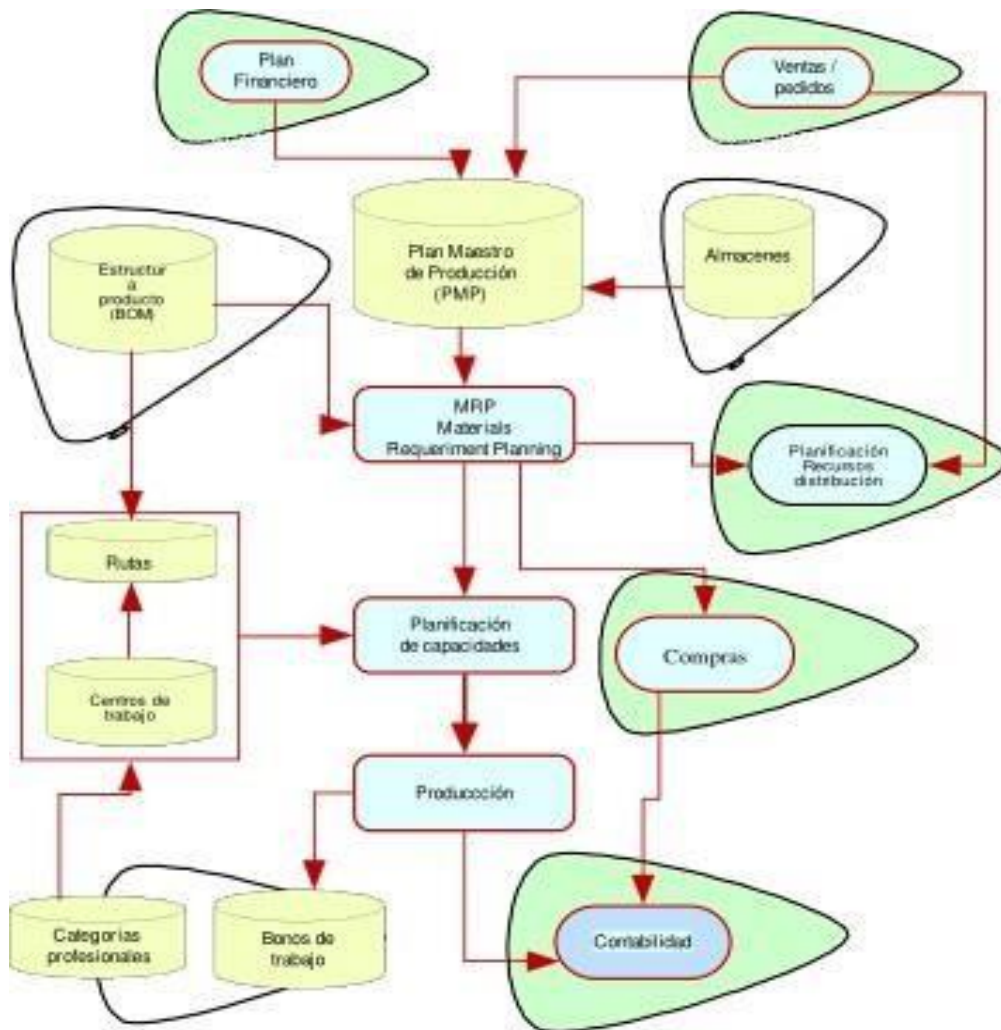 Plan
Financiero
Ventas /
pedidos
Plan Maestro
de Producción
(PMP)
Almacenes
Estructur
a
producto
(BOM)
MRP
Materials
Requeriment Planning
Planificación
Recursos
distribución
Rutas
Planificación
de capacidades
Compras
Centros de
trabajo
Produccción
Categorías
profesionales
Bonos de
trabajo
Contabilidad